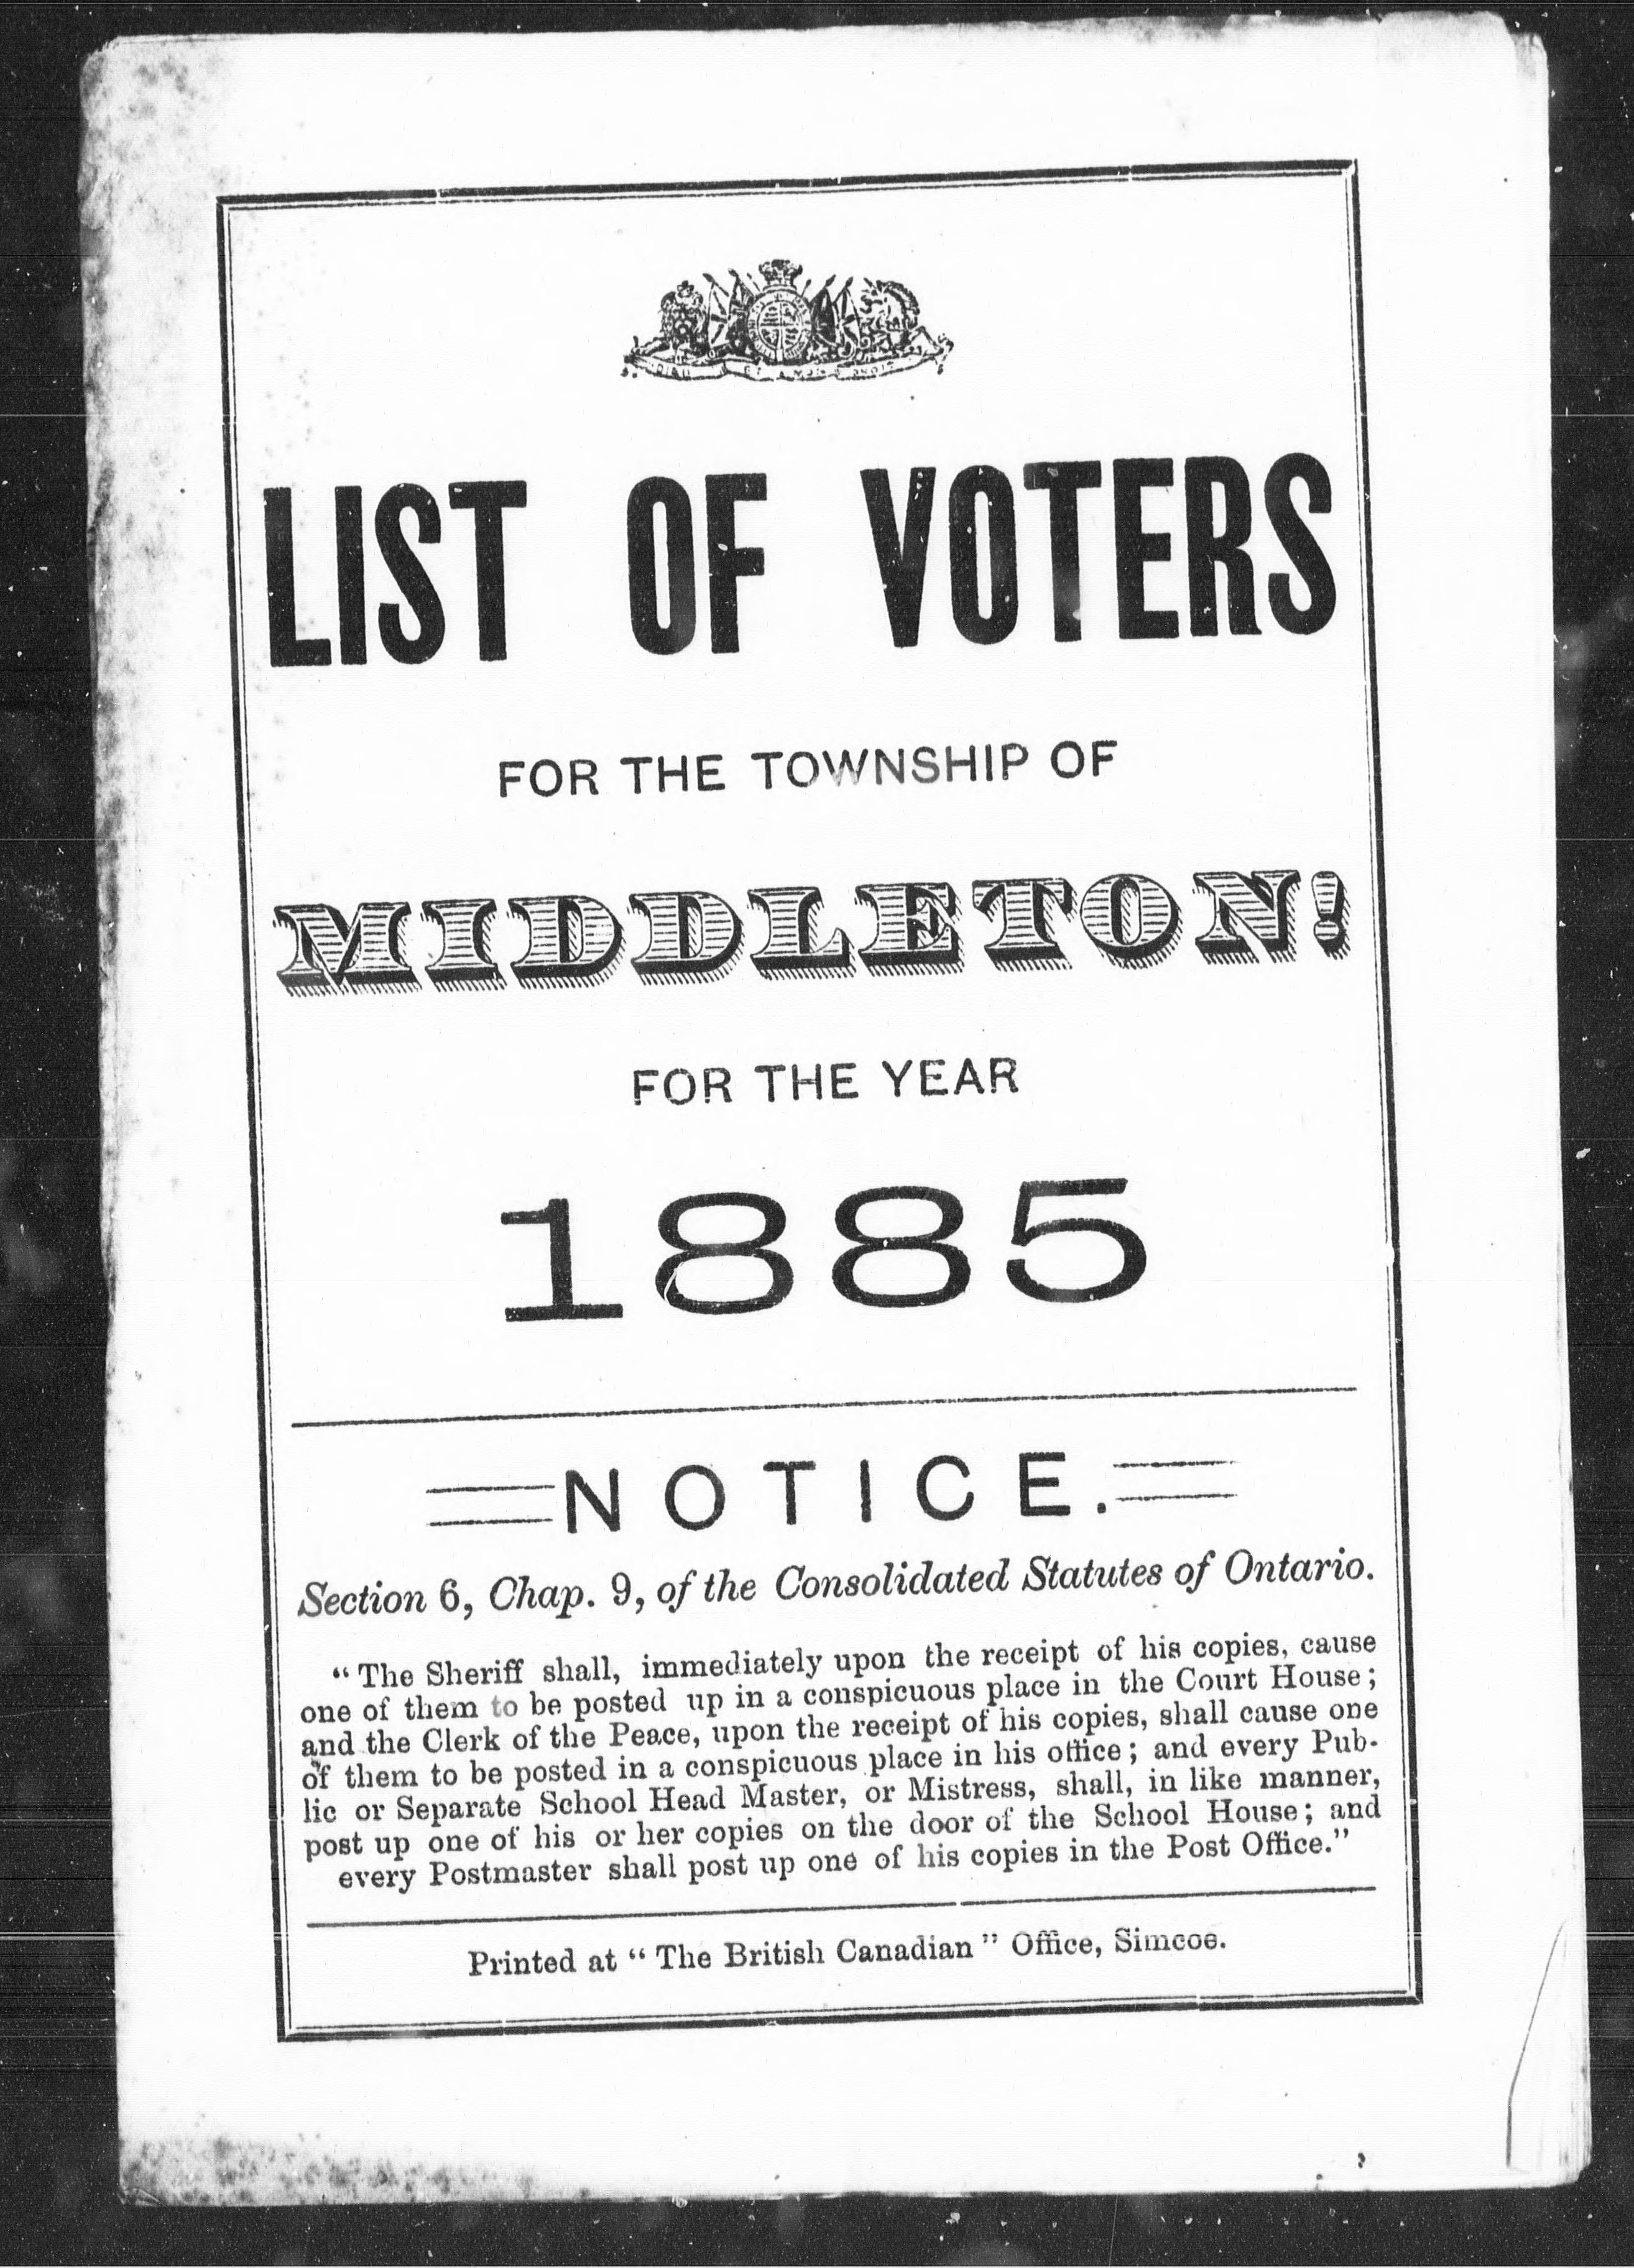 LIST OF VOTERS
FOR THE TOWNSHIP OF
MIDDLETON!
FOR THE YEAR
1885
NOTICE.
Section 6, Chap. 9, of the Consolidated Statutes of Ontario.
“The Sheriff shall, immediately upon the receipt of his copies, cause
one of them to be posted up in a conspicuous place in the Court House;
and the Clerk of the Peace, upon the receipt of his copies, shall cause one
of them to be posted in a conspicuous place in his office; and every Pub-
lic or Separate School Head Master, or Mistress, shall, in like manner,
post up one of his or her copies on the door of the School House; and
every Postmaster shall post up one of his copies in the Post Office.”
Printed at “The British Canadian” Office, Simcoe.